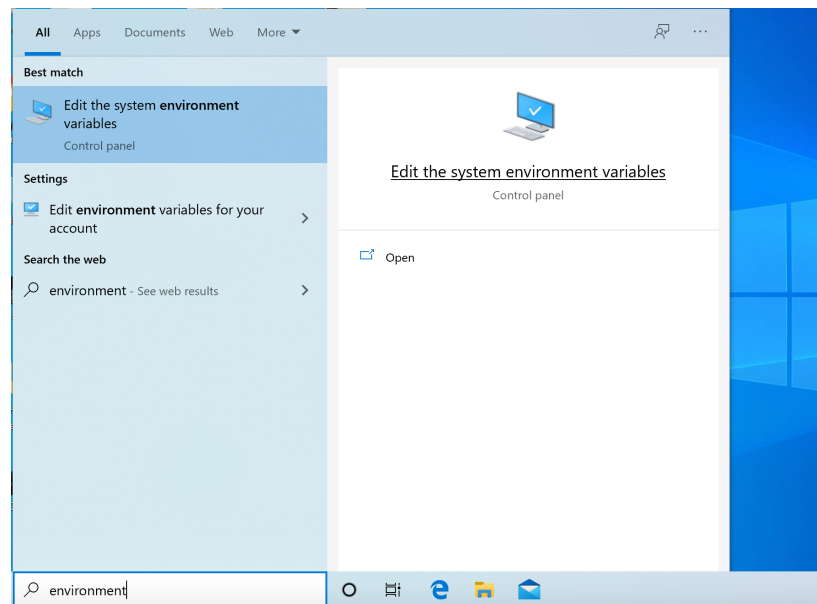 All Apps Documents Web More
Best match
Edit the system environment
variables
Control panel
Settings
Edit environment variables for your
account
Search the web
environment - See web results
Edit the system environment variables
Control panel
Open
environment